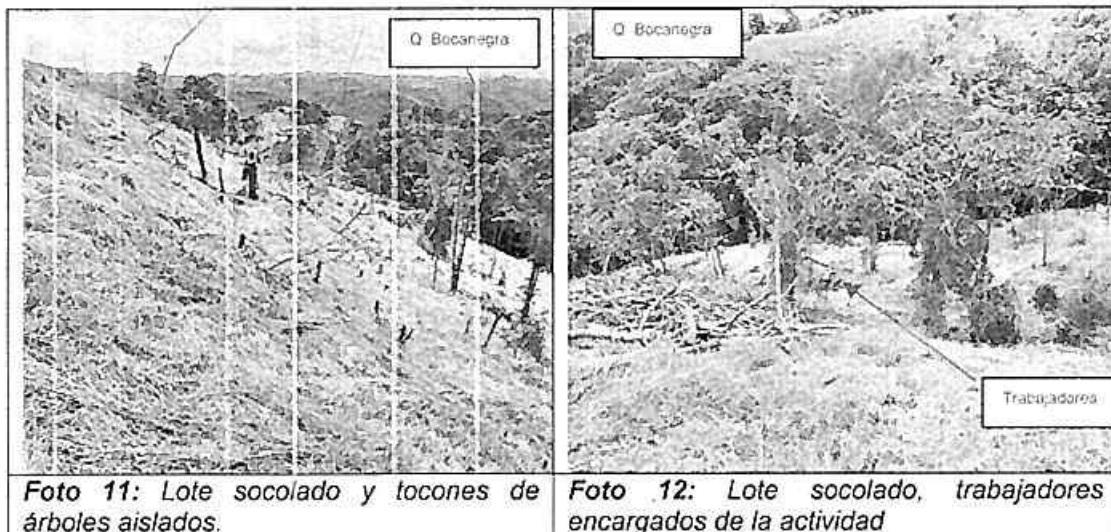 Q Bocanegra
Q Bocanegra
Trabajadores
Foto 11: Lote socolado y tocones de
árboles aislados.
Foto 12: Lote socolado, trabajadores
encargados de la actividad